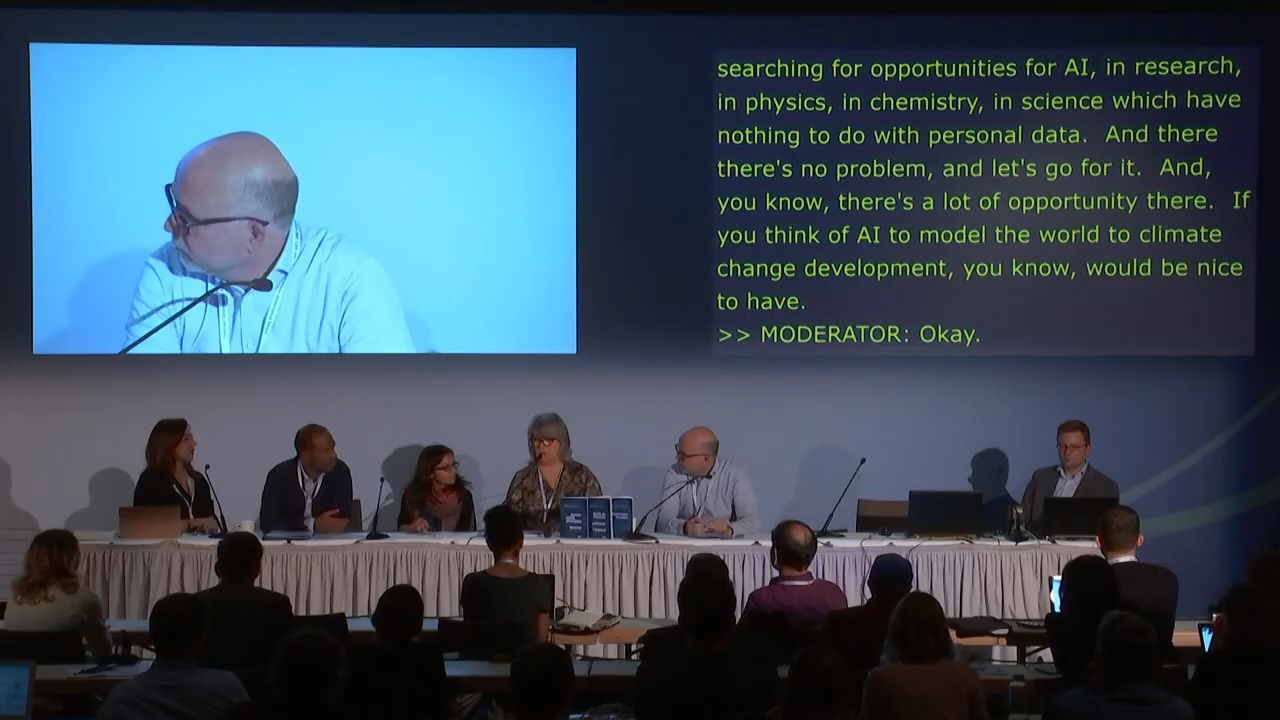 searching for opportunities for AI, in research,
in physics, in chemistry, in science which have
nothing to do with personal data.  And there
there's no problem, and let's go for it.  And,
you know, there's a lot of opportunity there.  If
you think of AI to model the world to climate
change development, you know, would be nice
to have.
>> MODERATOR: Okay.